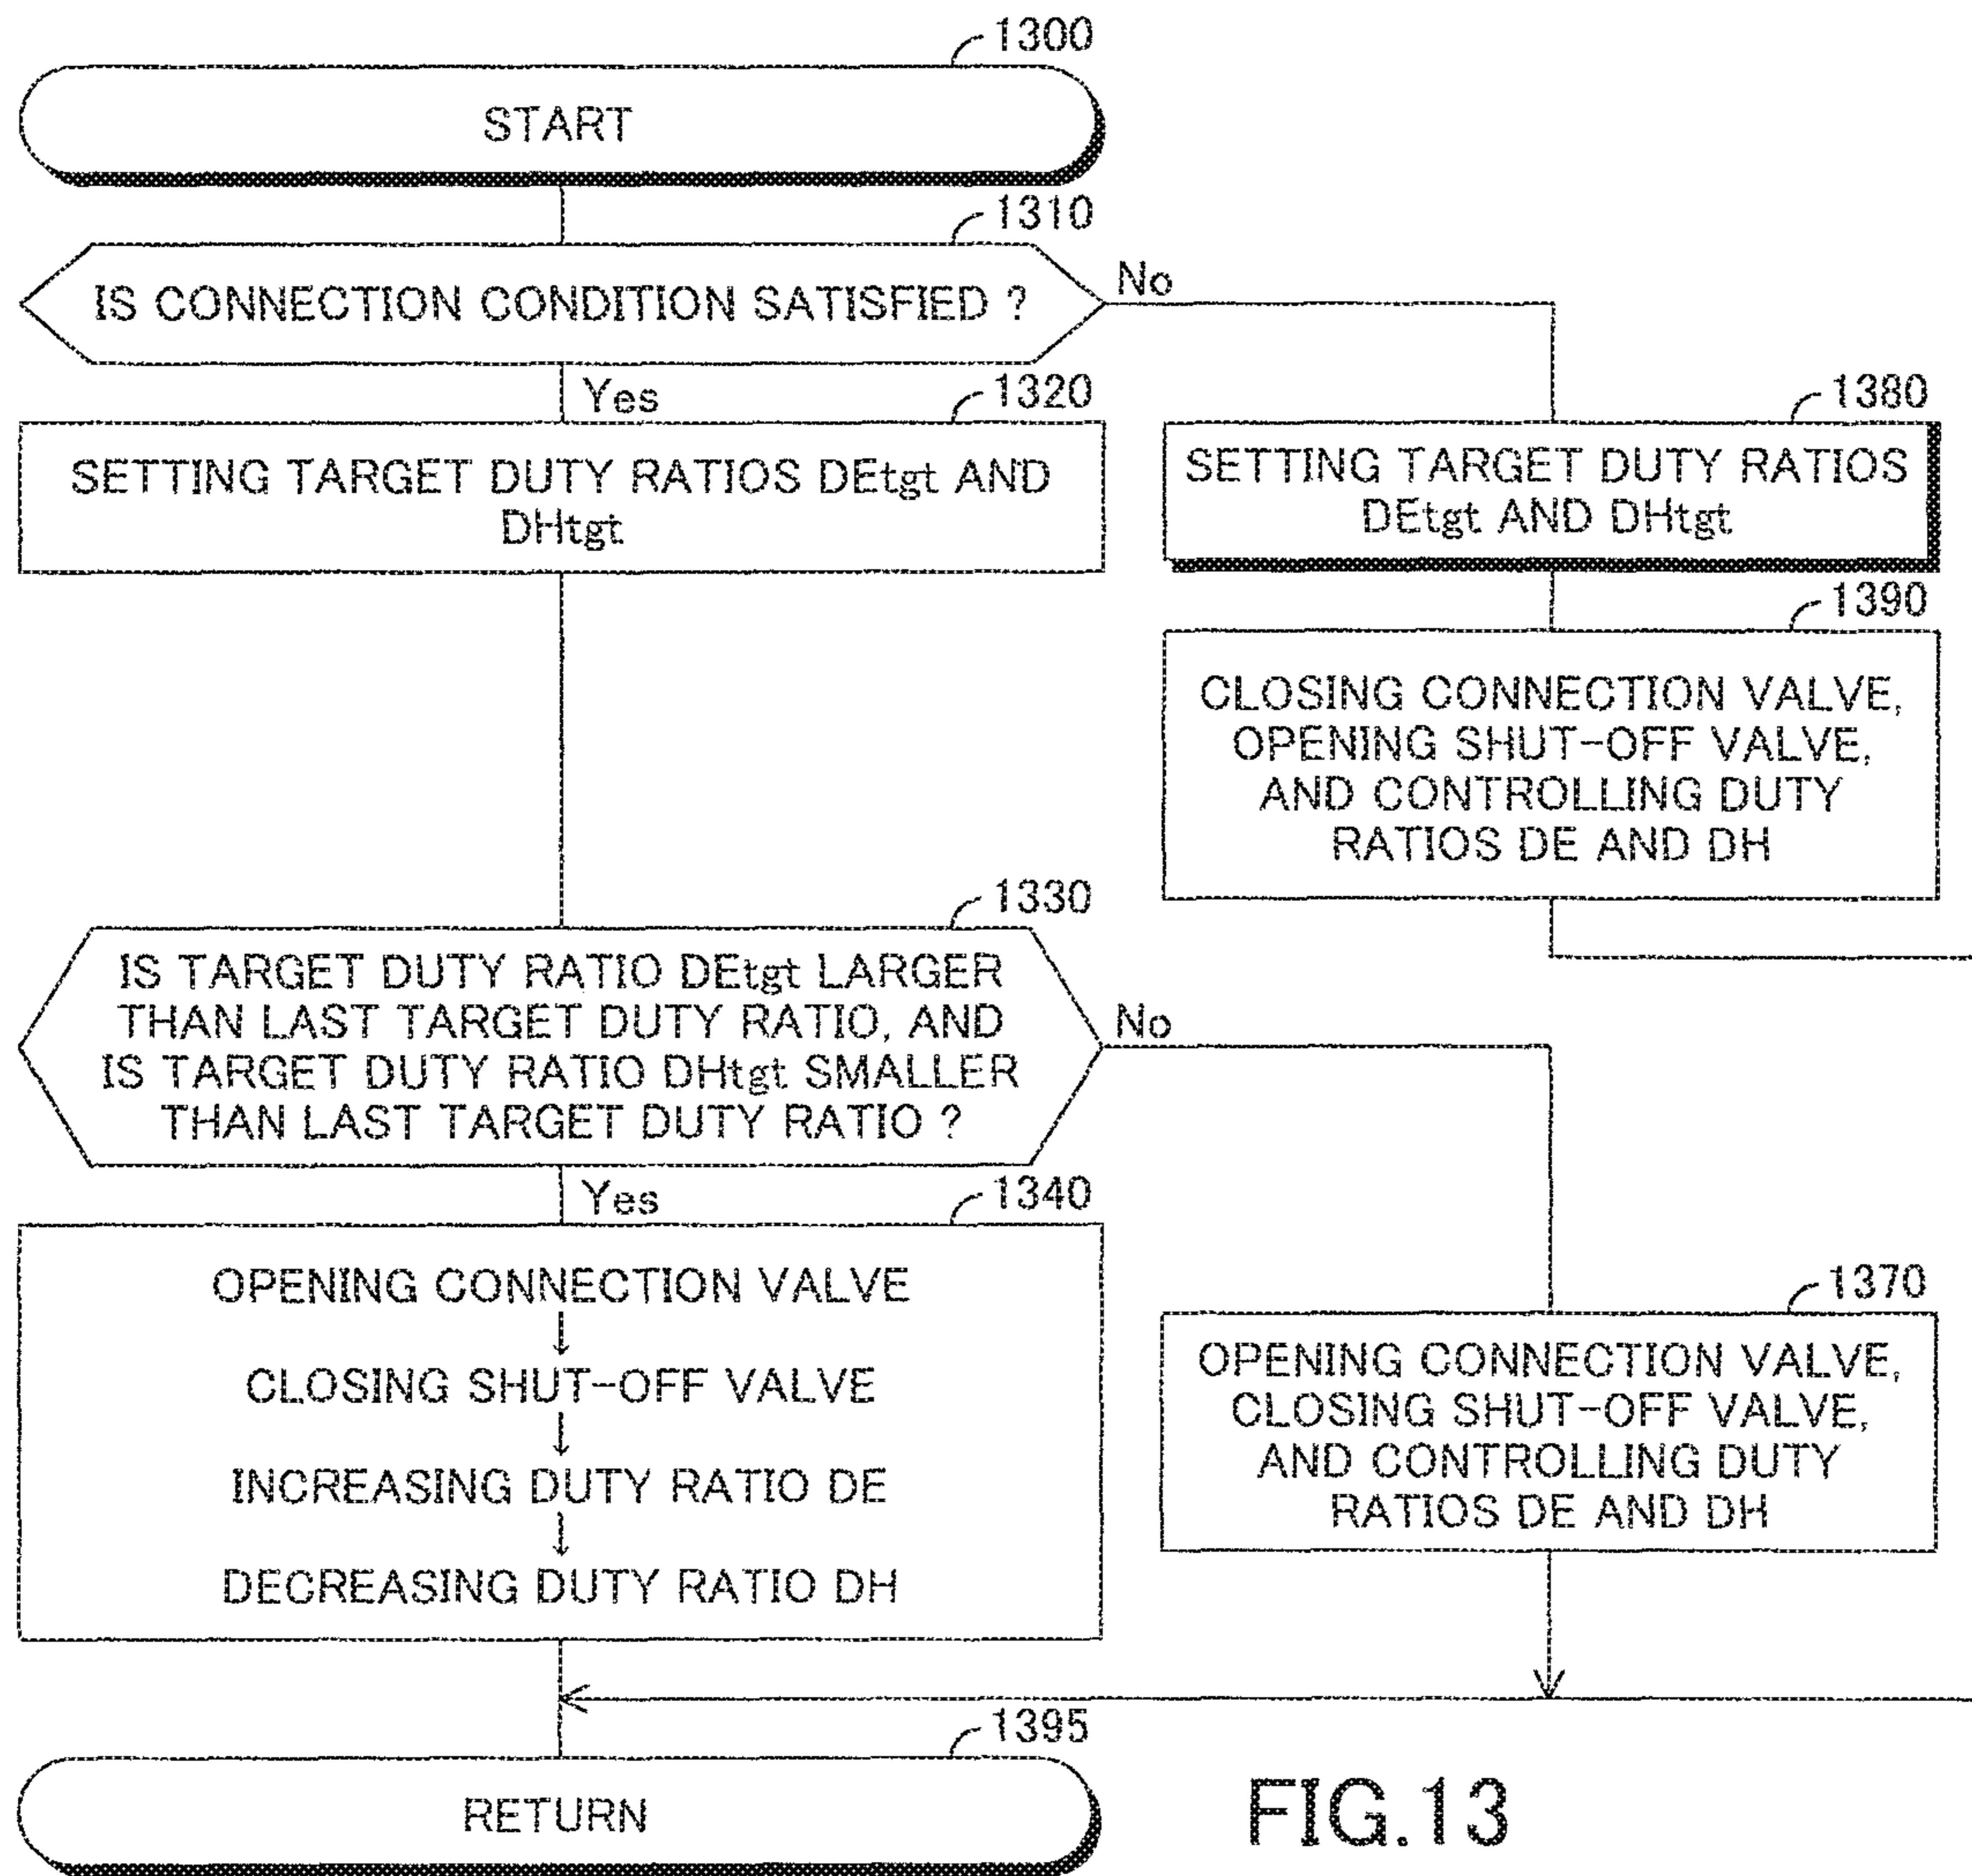 1300
START
1310
IS CONNECTION CONDITION SATISFIED ?
No
Yes
1320
SETTING TARGET DUTY RATIOS DEtgt AND
DHtgt
1380
SETTING TARGET DUTY RATIOS
DEtgt AND DHtgt
1390
CLOSING CONNECTION VALVE,
OPENING SHUT-OFF VALVE,
AND CONTROLLING DUTY
RATIOS DE AND DH
1330
IS TARGET DUTY RATIO DEtgt LARGER
THAN LAST TARGET DUTY RATIO, AND
IS TARGET DUTY RATIO DHtgt SMALLER
THAN LAST TARGET DUTY RATIO ?
No
Yes
1340
OPENING CONNECTION VALVE
CLOSING SHUT-OFF VALVE
INCREASING DUTY RATIO DE
DECREASING DUTY RATIO DH
1370
OPENING CONNECTION VALVE,
CLOSING SHUT-OFF VALVE,
AND CONTROLLING DUTY
RATIOS DE AND DH
1395
RETURN
FIG.13